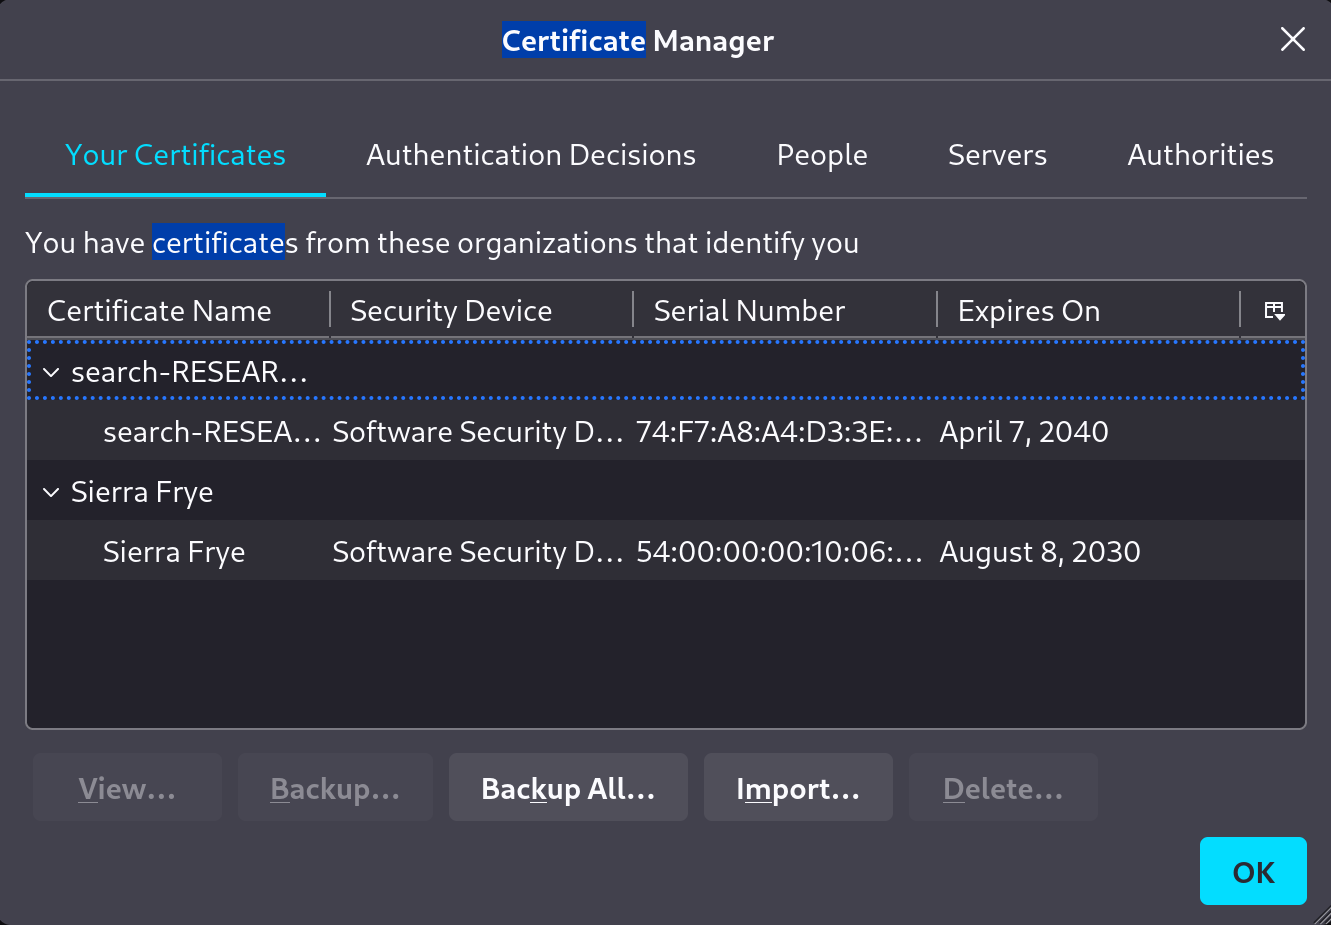 Certificate Manager
Your Certificates Authentication Decisions People Servers Authorities
You have certificates from these organizations that identify you
Certificate Name Security Device Serial Number Expires On
search-RESEAR...
search-RESEA... Software Security D... 74:F7:A8:A4:D3:3E:... April 7, 2040
Sierra Frye
Sierra Frye Software Security D... 54:00:00:00:10:06:... August 8, 2030
View... Backup... Backup All... Import... Delete...
OK